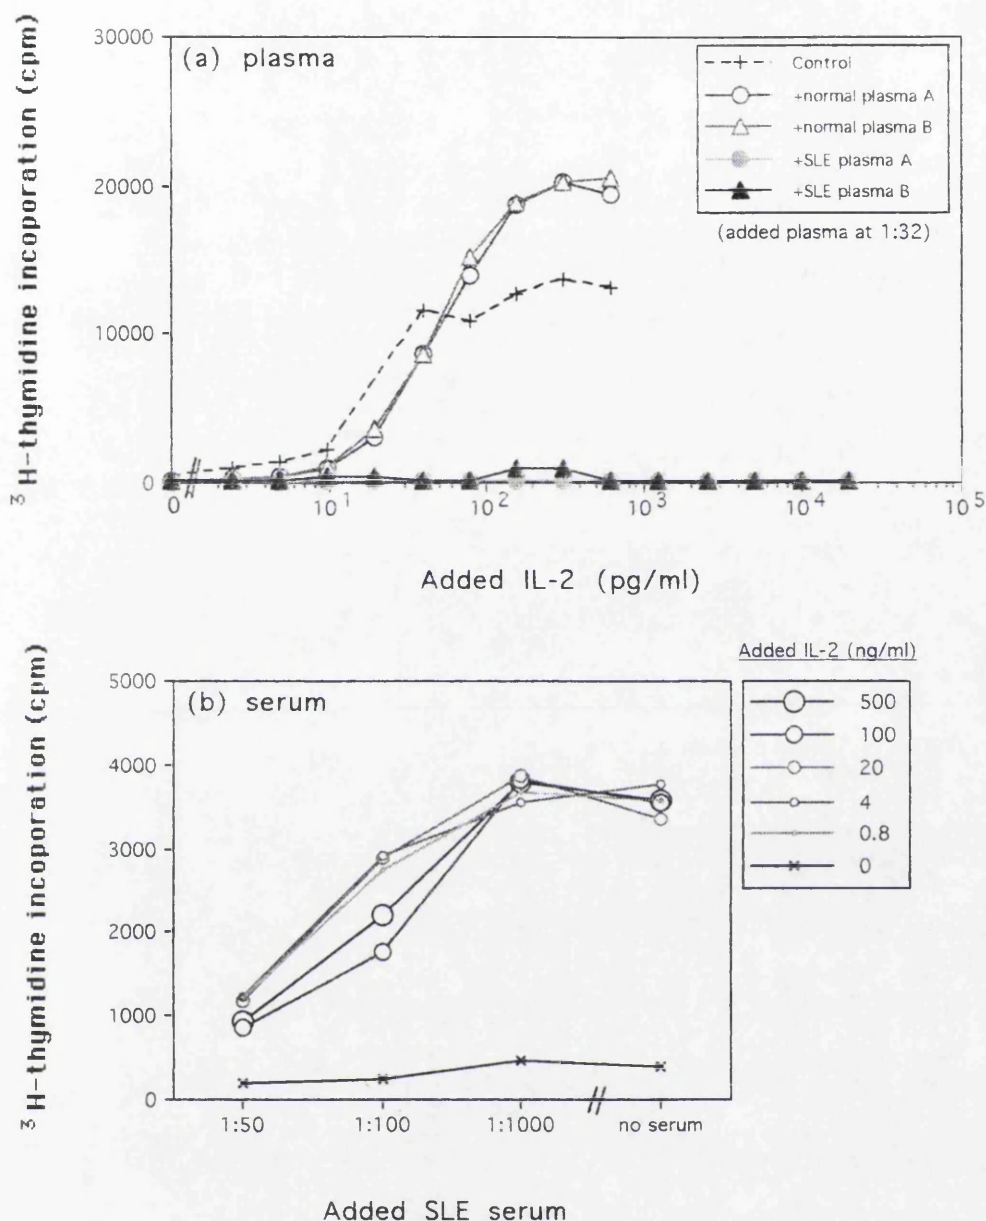 (a) plasma
³H-thymidine incoporation (cpm)
30000
20000
10000
0
Control
+normal plasma A
+normal plasma B
+SLE plasma A
+SLE plasma B
(added plasma at 1:32)
0 10¹ 10² 10³ 10⁴ 10⁵
Added IL-2 (pg/ml)
(b) serum
³H-thymidine incoporation (cpm)
5000
4000
3000
2000
1000
0
Added IL-2 (ng/ml)
500
100
20
4
0.8
0
1:50 1:100 1:1000 no serum
Added SLE serum